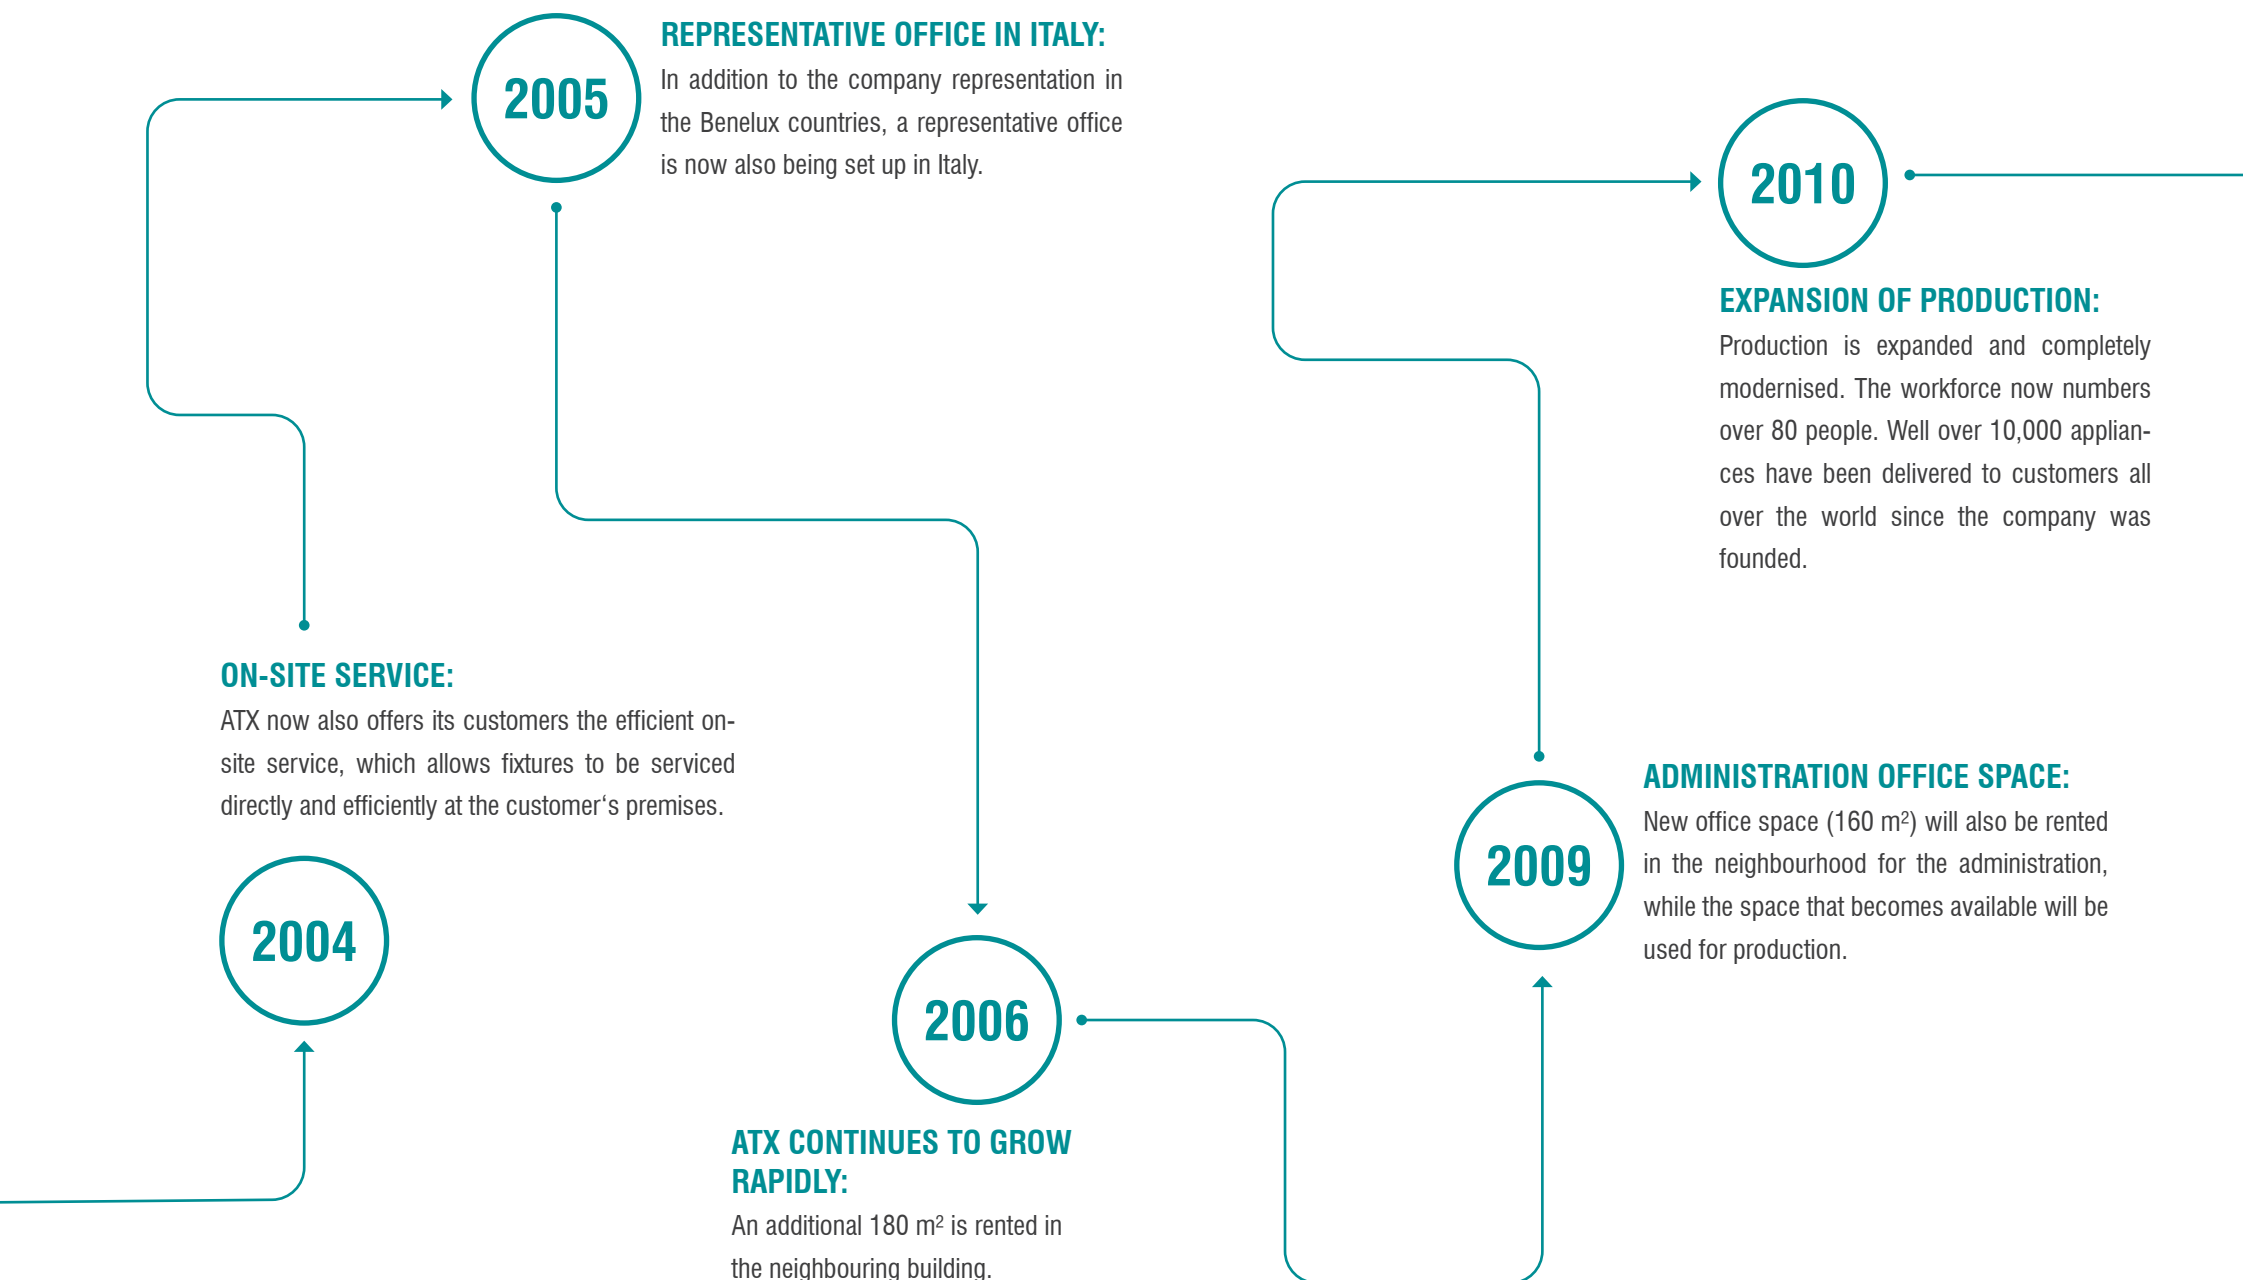 ON-SITE SERVICE:
ATX now also offers its customers the efficient on-
site service, which allows fixtures to be serviced
directly and efficiently at the customer‘s premises.
2004
2005
REPRESENTATIVE OFFICE IN ITALY:
In addition to the company representation in
the Benelux countries, a representative office
is now also being set up in Italy.
2006
ATX CONTINUES TO GROW
RAPIDLY:
An additional 180 m² is rented in
the neighbouring building.
2009
ADMINISTRATION OFFICE SPACE:
New office space (160 m²) will also be rented
in the neighbourhood for the administration,
while the space that becomes available will be
used for production.
2010
EXPANSION OF PRODUCTION:
Production is expanded and completely
modernised. The workforce now numbers
over 80 people. Well over 10,000 applian-
ces have been delivered to customers all
over the world since the company was
founded.